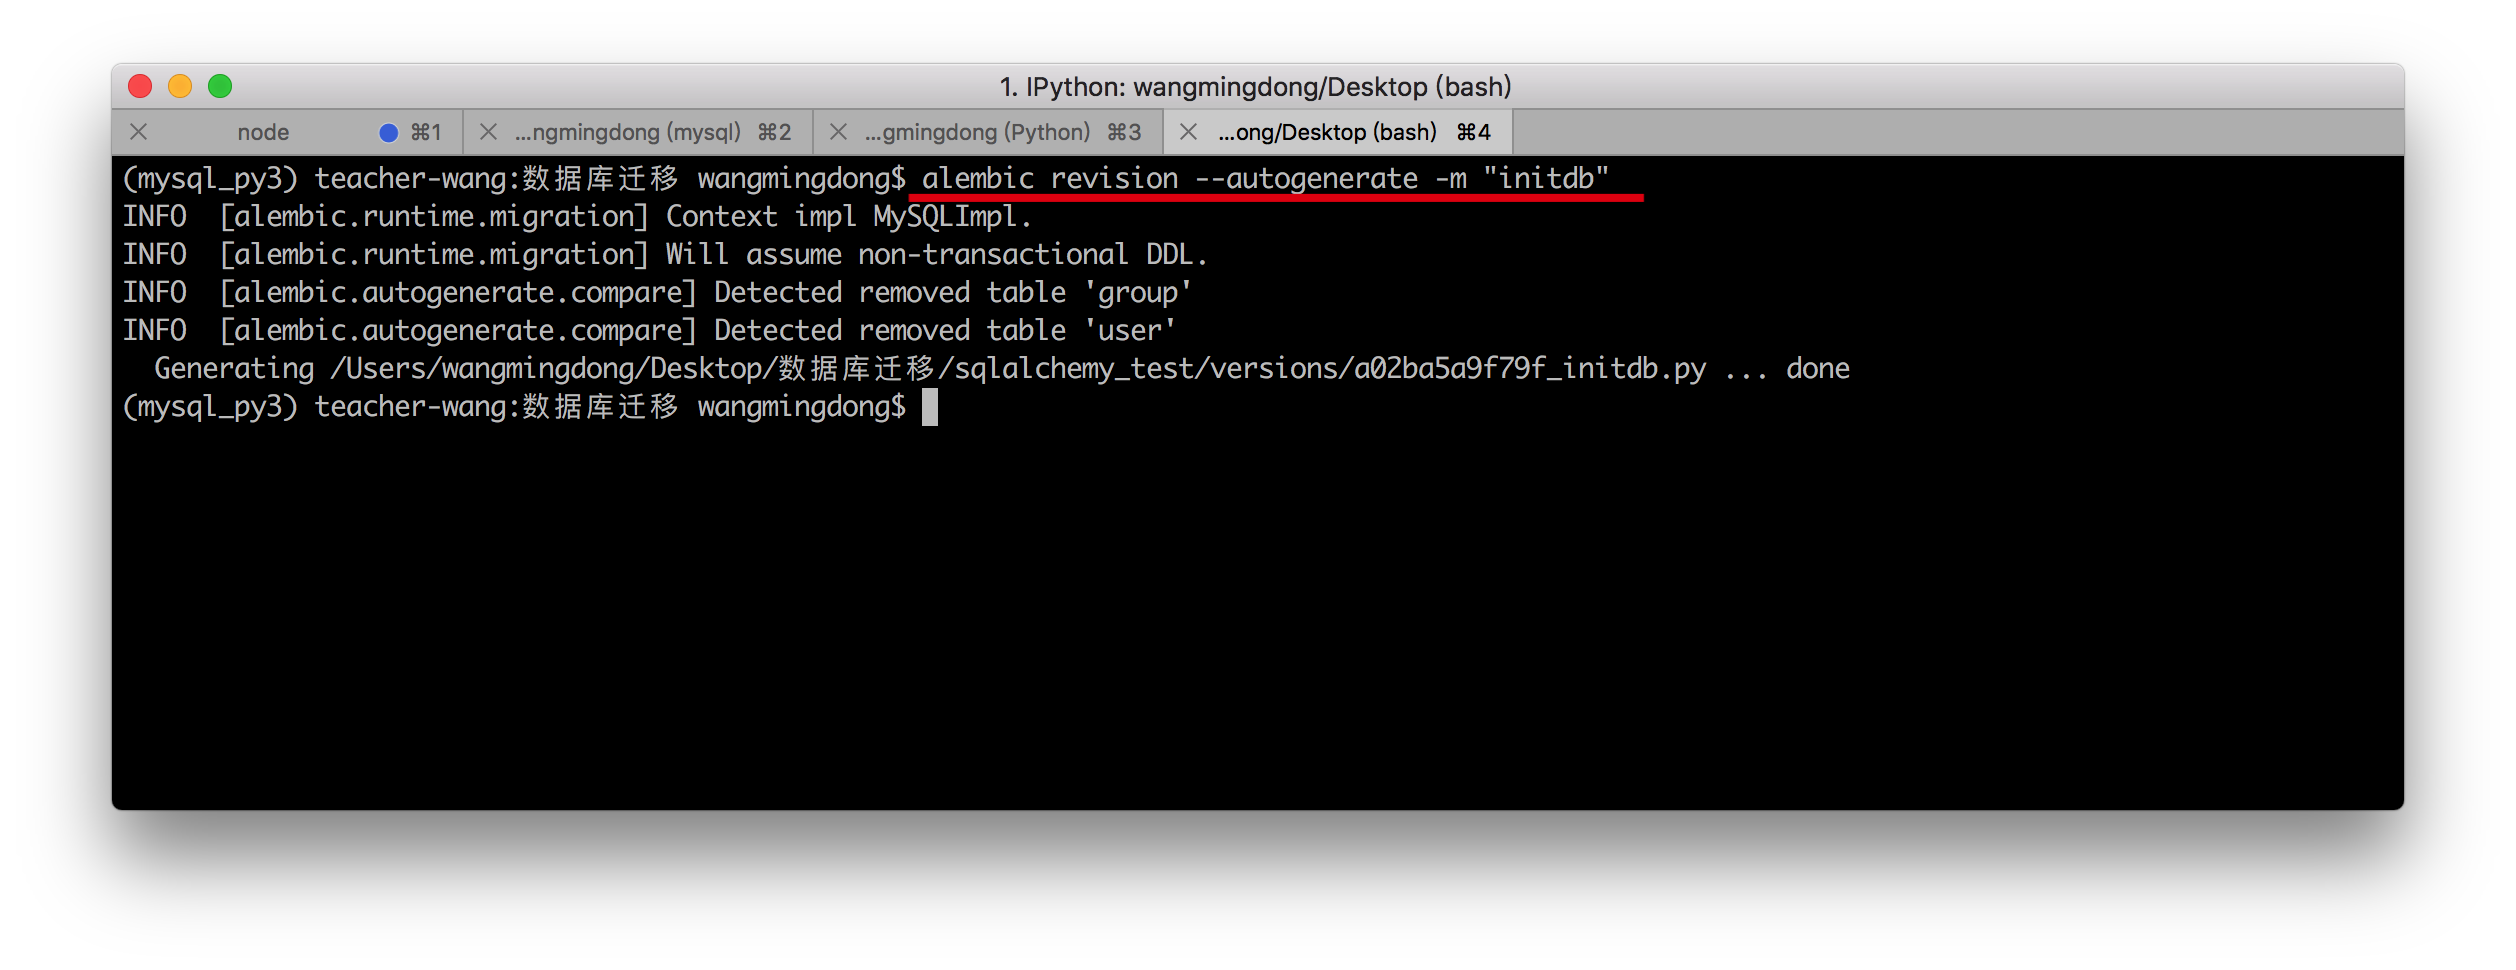 1. IPython: wangmingdong/Desktop (bash)
node ⌘1 ...ngmingdong (mysql) ⌘2 ...gmingdong (Python) ⌘3 ...ong/Desktop (bash) ⌘4
(mysql_py3) teacher-wang:数据库迁移 wangmingdong$ alembic revision --autogenerate -m "initdb"
INFO  [alembic.runtime.migration] Context impl MySQLImpl.
INFO  [alembic.runtime.migration] Will assume non-transactional DDL.
INFO  [alembic.autogenerate.compare] Detected removed table 'group'
INFO  [alembic.autogenerate.compare] Detected removed table 'user'
  Generating /Users/wangmingdong/Desktop/数据库迁移/sqlalchemy_test/versions/a02ba5a9f79f_initdb.py ... done
(mysql_py3) teacher-wang:数据库迁移 wangmingdong$